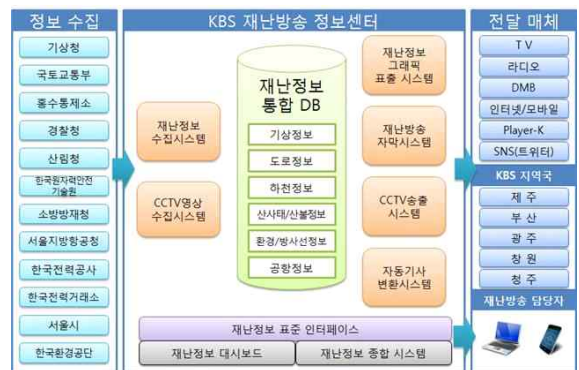 정보 수집
기상청
국토교통부
홍수통제소
경찰청
산림청
한국원자력안전
기술원
소방방재청
서울지방항공청
한국전력공사
한국전력거래소
서울시
한국환경공단
KBS 재난방송 정보센터
재난정보
수집시스템
CCTV영상
수집시스템
재난정보
통합 DB
기상정보
도로정보
하천정보
산사태/산불정보
환경/방사선정보
공항정보
재난정보
그래픽
표출 시스템
재난방송
자막시스템
CCTV송출
시스템
자동기사
변환시스템
재난정보 표준 인터페이스
재난정보 대시보드
재난정보 종합 시스템
전달 매체
T V
라디오
DMB
인터넷/모바일
Player-K
SNS(트위터)
KBS 지역국
제 주
부 산
광 주
창 원
청 주
재난방송 담당자